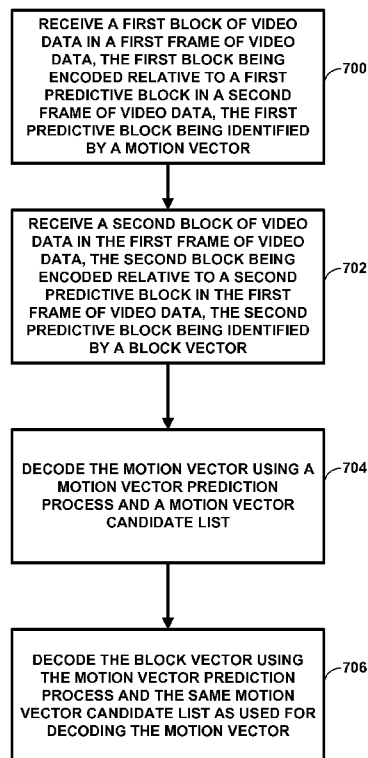 RECEIVE A FIRST BLOCK OF VIDEO
DATA IN A FIRST FRAME OF VIDEO
DATA, THE FIRST BLOCK BEING
ENCODED RELATIVE TO A FIRST
PREDICTIVE BLOCK IN A SECOND
FRAME OF VIDEO DATA, THE FIRST
PREDICTIVE BLOCK BEING IDENTIFIED
BY A MOTION VECTOR
700
RECEIVE A SECOND BLOCK OF VIDEO
DATA IN THE FIRST FRAME OF VIDEO
DATA, THE SECOND BLOCK BEING
ENCODED RELATIVE TO A SECOND
PREDICTIVE BLOCK IN THE FIRST
FRAME OF VIDEO DATA, THE SECOND
PREDICTIVE BLOCK BEING IDENTIFIED
BY A BLOCK VECTOR
702
DECODE THE MOTION VECTOR USING A
MOTION VECTOR PREDICTION
PROCESS AND A MOTION VECTOR
CANDIDATE LIST
704
DECODE THE BLOCK VECTOR USING
THE MOTION VECTOR PREDICTION
PROCESS AND THE SAME MOTION
VECTOR CANDIDATE LIST AS USED FOR
DECODING THE MOTION VECTOR
706